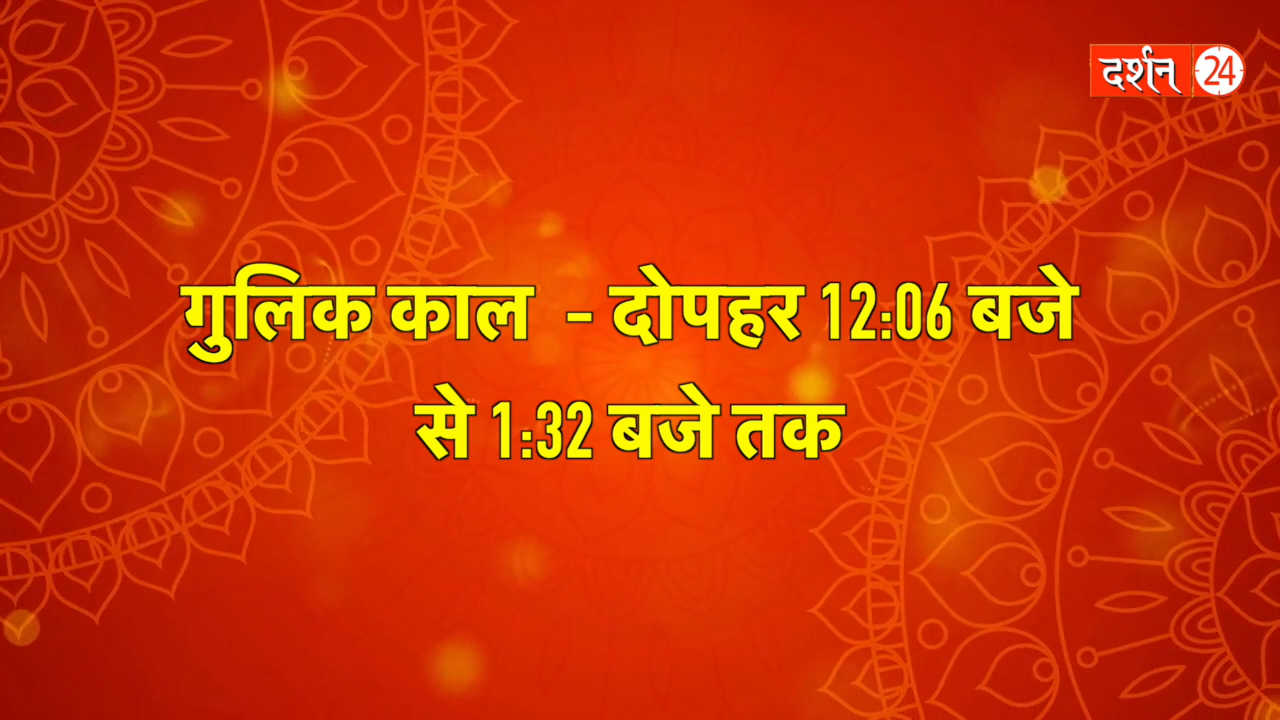 दर्शन 24
गुलिक काल - दोपहर 12:06 बजे
से 1:32 बजे तक